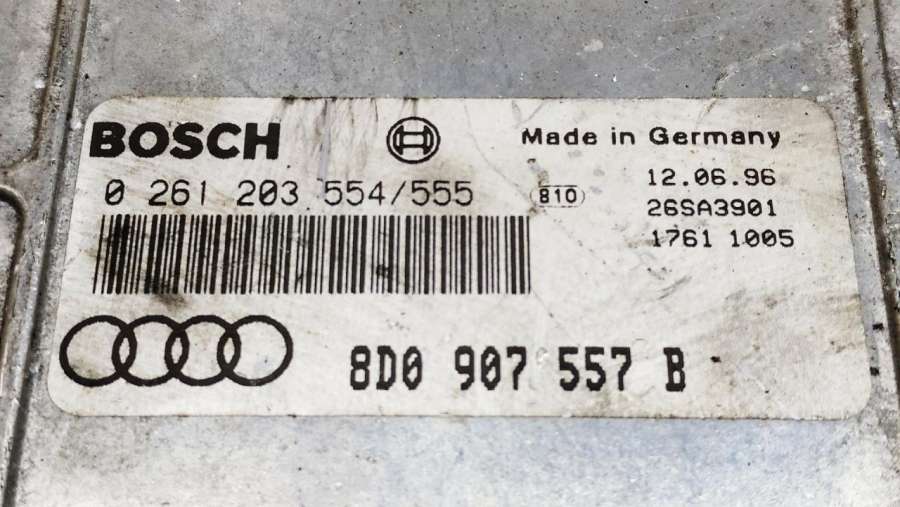 BOSCH
Made in Germany
0 261 203 554/555
810
12.06.96
26SA3901
1761 1005
8D0 907 557 B